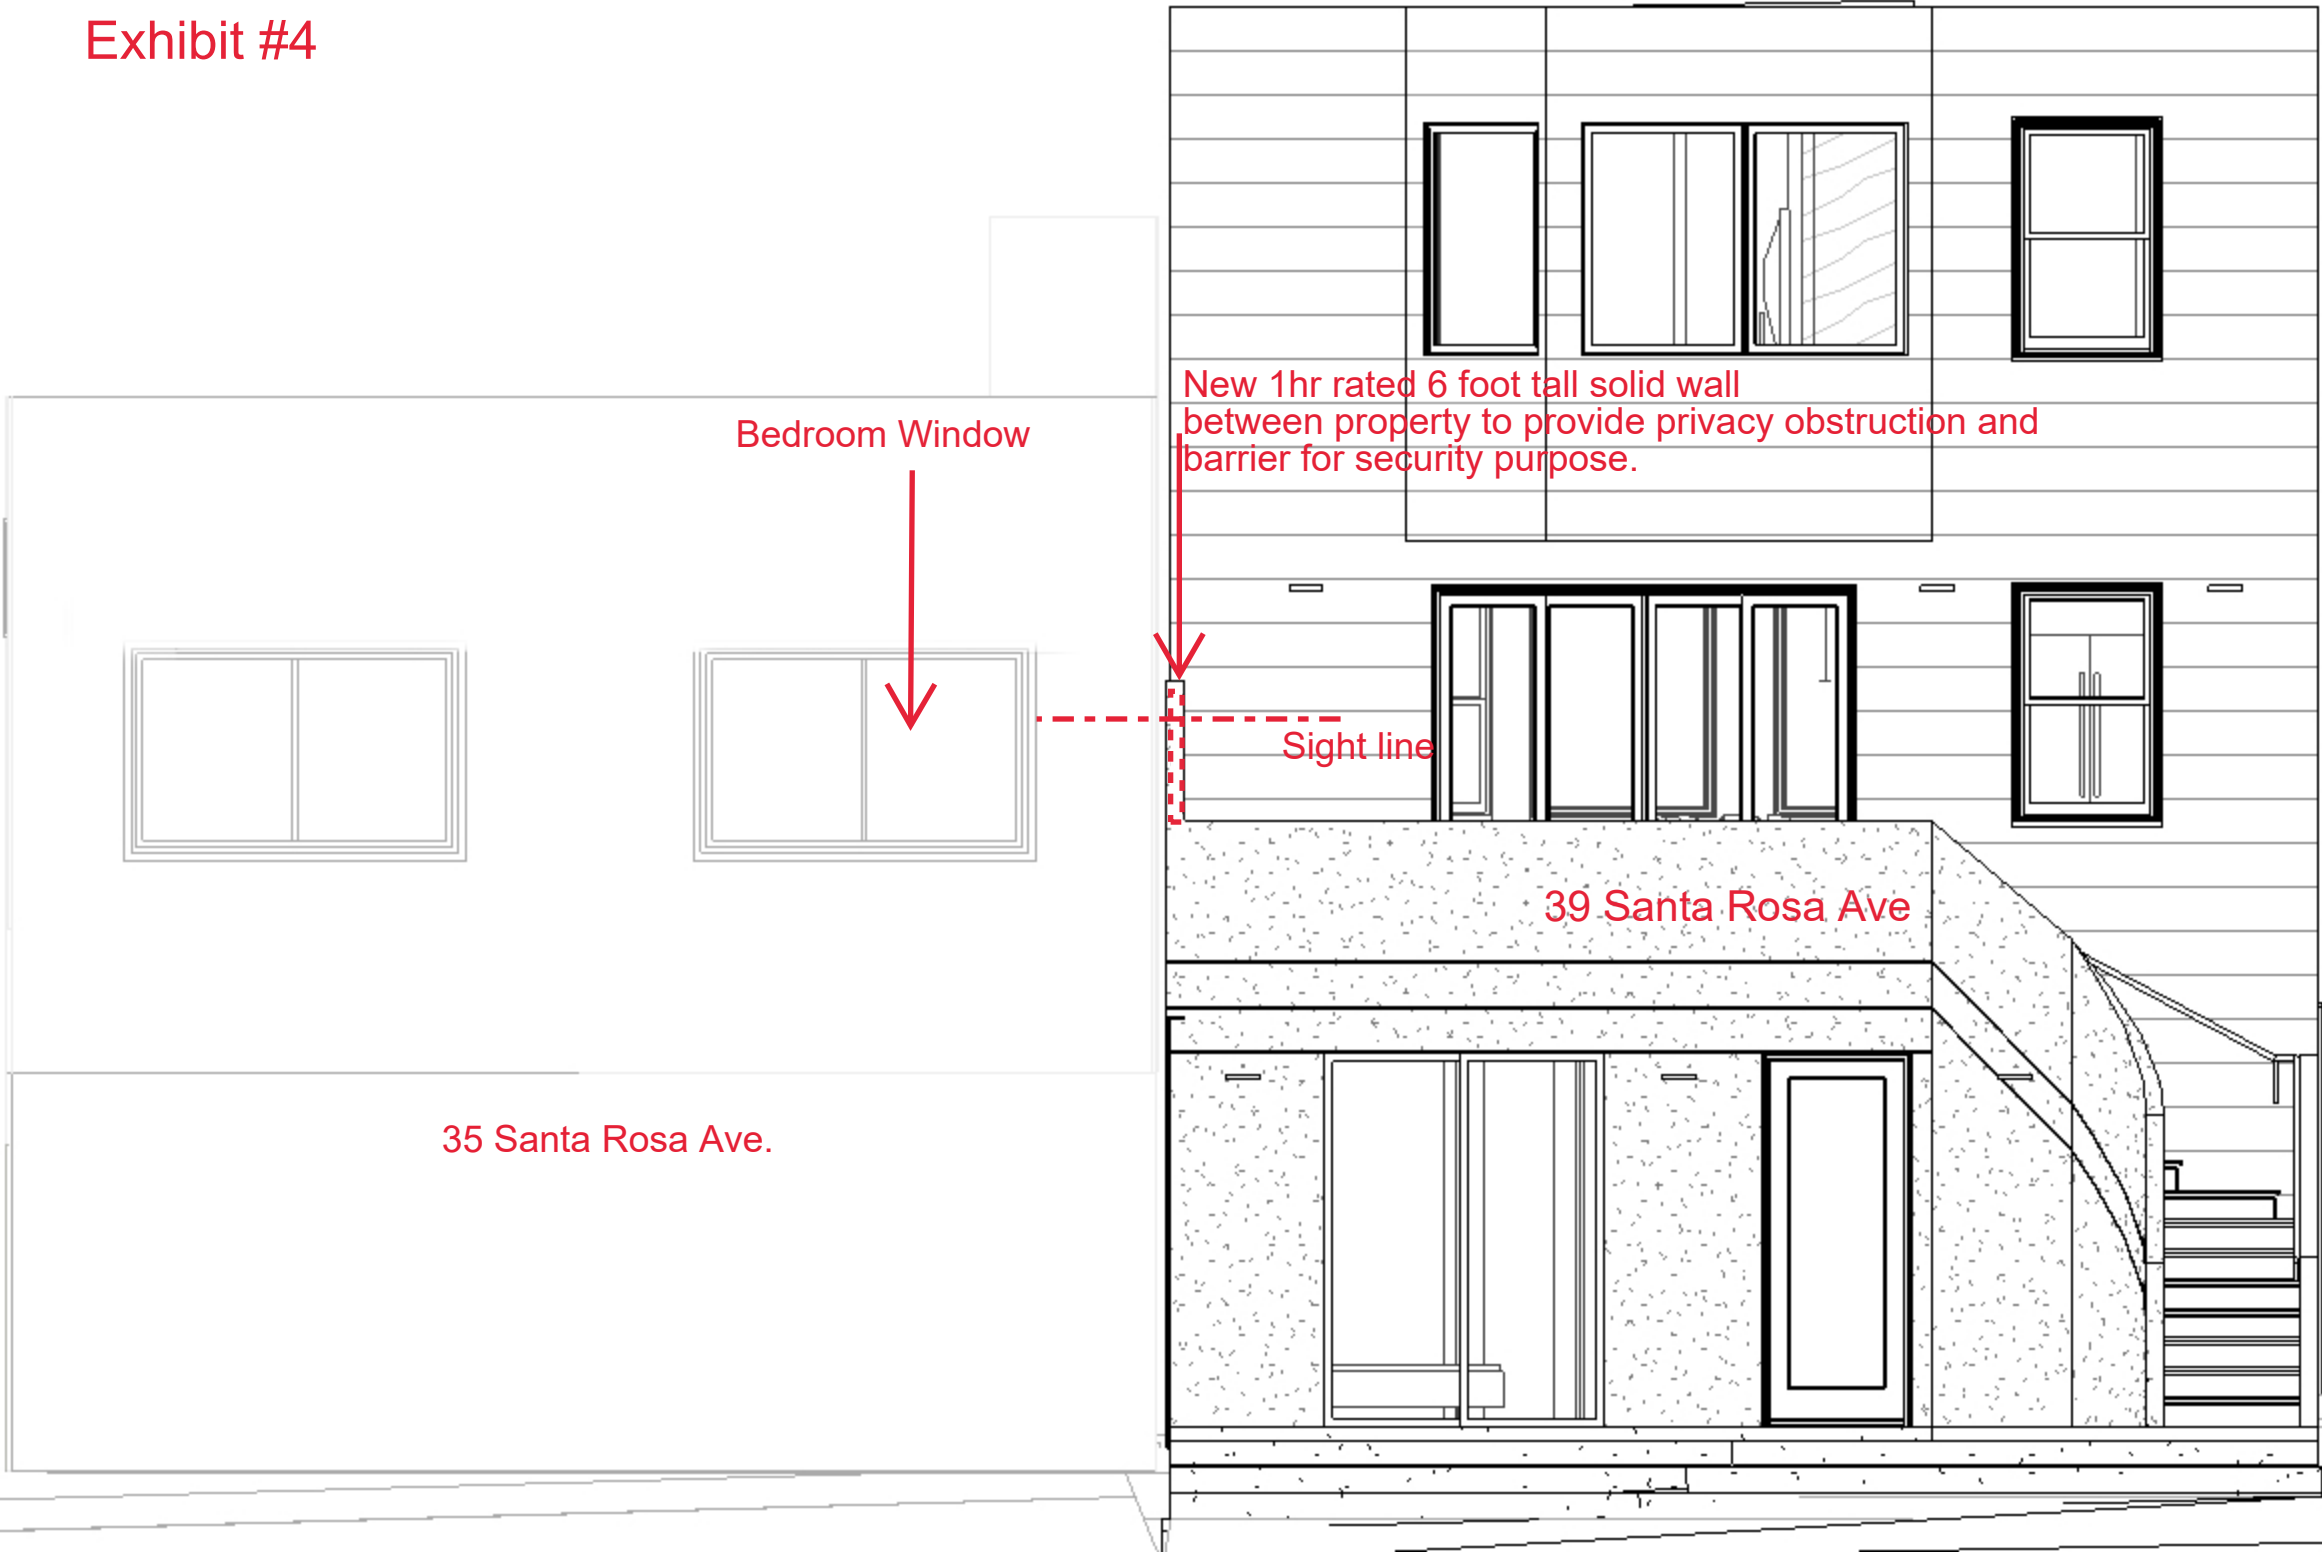 Exhibit #4
New 1hr rated 6 foot tall solid wall
between property to provide privacy obstruction and
barrier for security purpose.
Bedroom Window
Sight line
39 Santa Rosa Ave
35 Santa Rosa Ave.